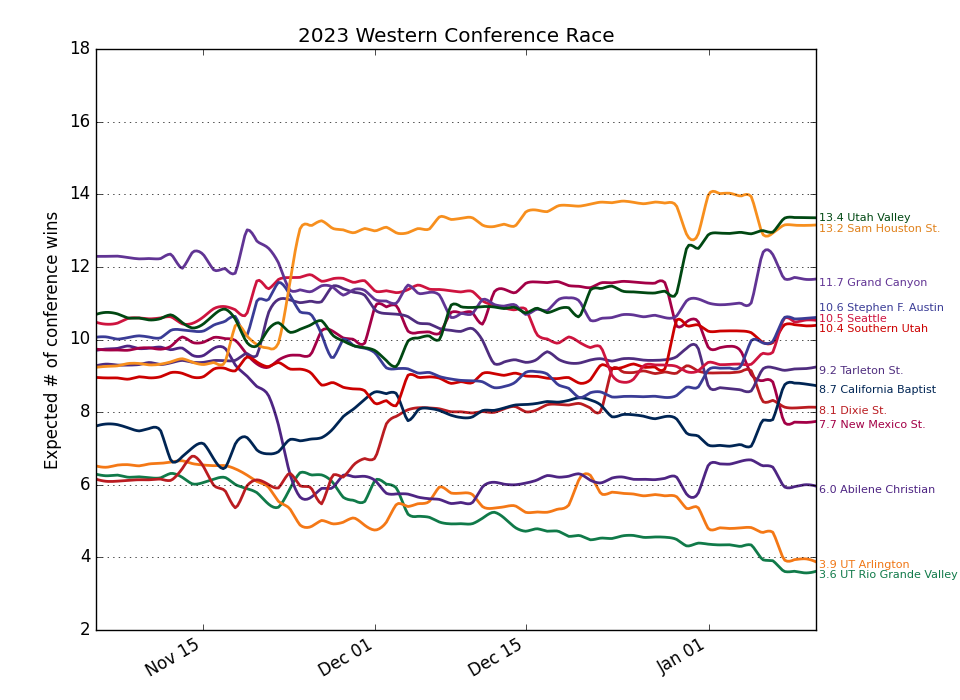 2023 Western Conference Race
Expected # of conference wins
18
16
14
12
10
8
6
4
2
Nov 15
Dec 01
Dec 15
Jan 01
13.4 Utah Valley
13.2 Sam Houston St.
11.7 Grand Canyon
10.6 Stephen F. Austin
10.5 Seattle
10.4 Southern Utah
9.2 Tarleton St.
8.7 California Baptist
8.1 Dixie St.
7.7 New Mexico St.
6.0 Abilene Christian
3.9 UT Arlington
3.6 UT Rio Grande Valley